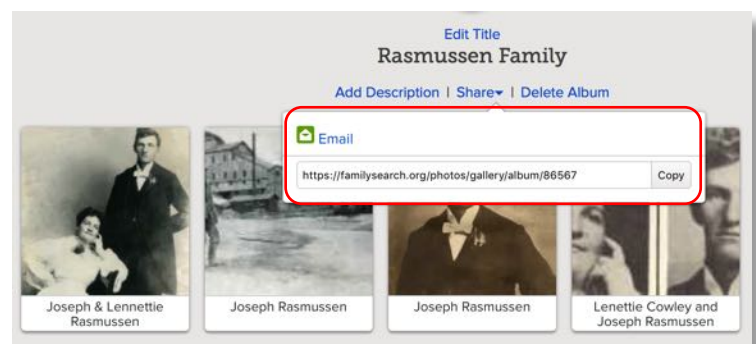 Edit Title
Rasmussen Family
Add Description | Share▾ | Delete Album
Email
https://familysearch.org/photos/gallery/album/86567 Copy
Joseph & Lennettie
Rasmussen
Joseph Rasmussen
Joseph Rasmussen
Lenettie Cowley and
Joseph Rasmussen